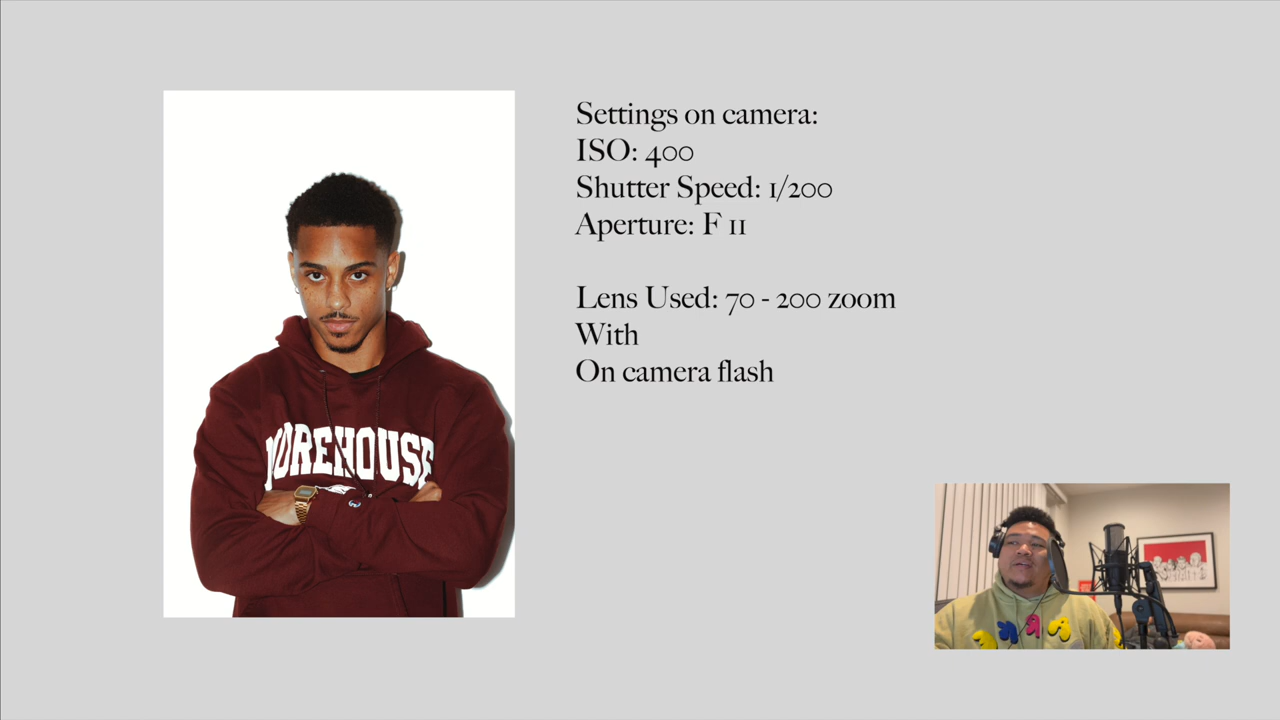 Settings on camera:
ISO: 400
Shutter Speed: 1/200
Aperture: F 11
Lens Used: 70 - 200 zoom
With
On camera flash
MOREHOUSE